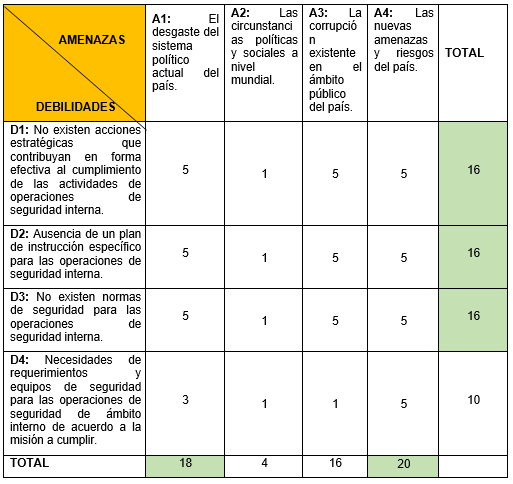 AMENAZAS
DEBILIDADES
A1: El
desgaste del
sistema
político
actual del
país.
A2: Las
circunstanci
as políticas
y sociales a
nivel
mundial.
A3: La
corrupció
n
existente
en el
ámbito
público
del país.
A4: Las
nuevas
amenazas
y riesgos
del país.
TOTAL
D1: No existen acciones
estratégicas que
contribuyan en forma
efectiva al cumplimiento
de las actividades de
operaciones de
seguridad interna.
5
1
5
5
16
D2: Ausencia de un plan
de instrucción específico
para las operaciones de
seguridad interna.
5
1
5
5
16
D3: No existen normas
de seguridad para las
operaciones de
seguridad interna.
5
1
5
5
16
D4: Necesidades de
requerimientos y
equipos de seguridad
para las operaciones de
seguridad de ámbito
interno de acuerdo a la
misión a cumplir.
3
1
1
5
10
TOTAL
18
4
16
20